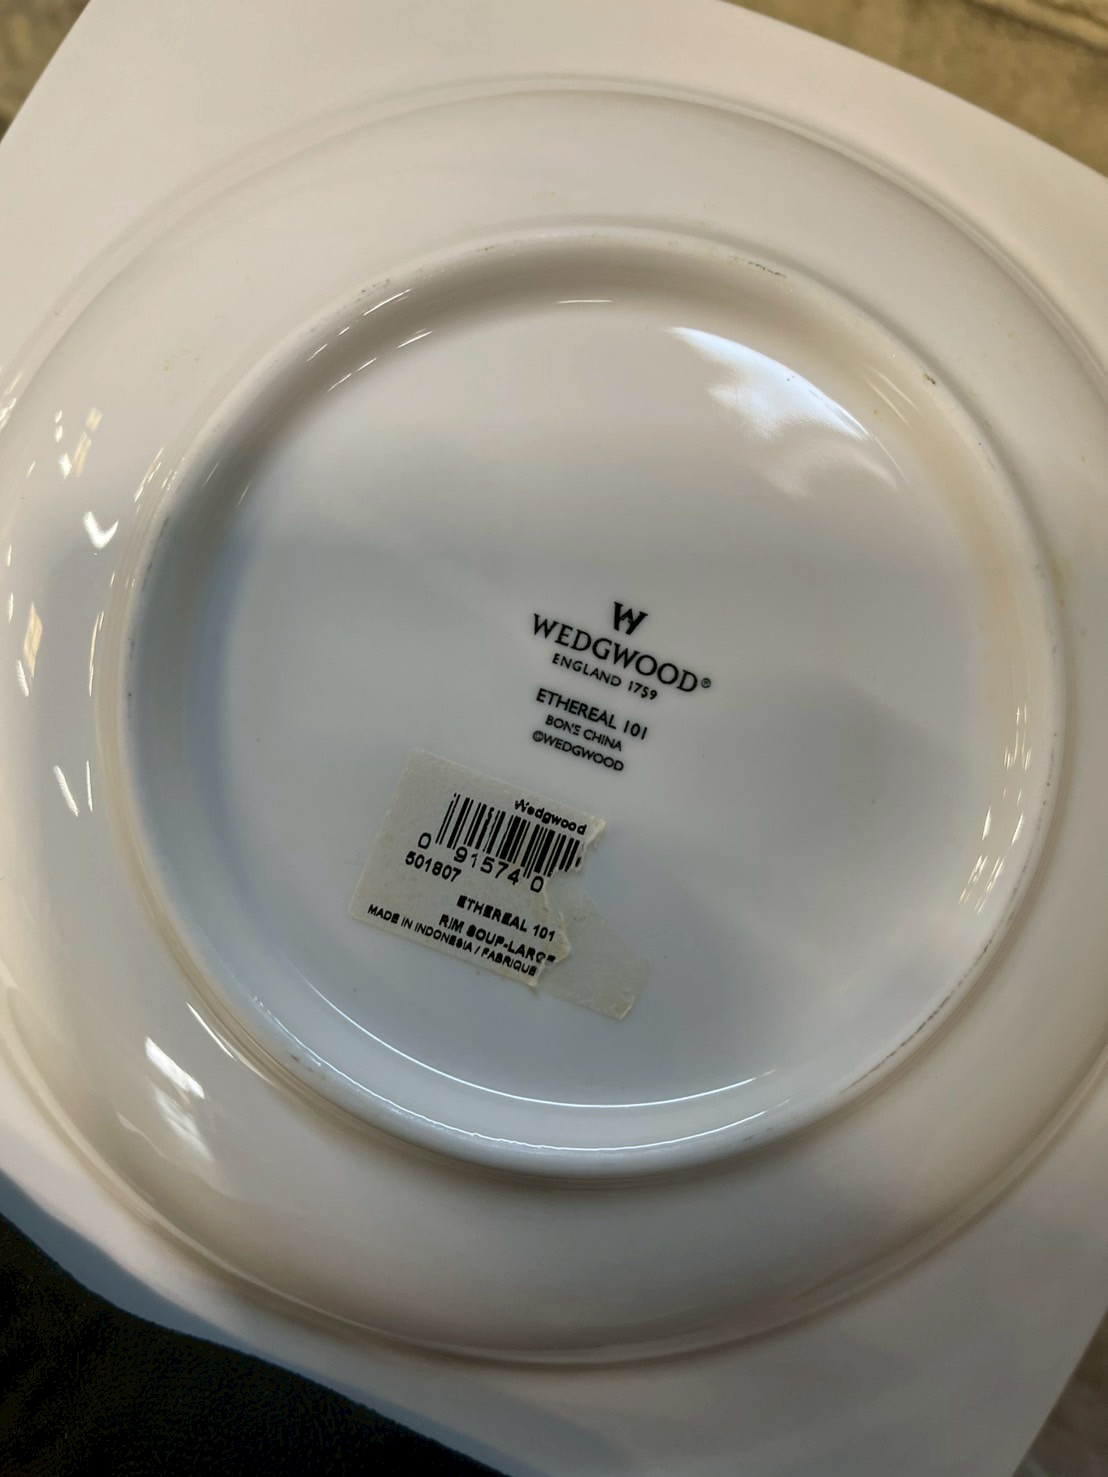 W
WEDGWOOD®
ENGLAND 1759
ETHEREAL 101
BONE CHINA
©WEDGWOOD
Wedgwood
0 91574 0
501807
ETHEREAL 101
RIM SOUP-LARGE
MADE IN INDONESIA / FABRIQUE